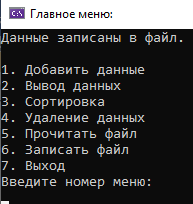 Главное меню:
Данные записаны в файл.
1. Добавить данные
2. Вывод данных
3. Сортировка
4. Удаление данных
5. Прочитать файл
6. Записать файл
7. Выход
Введите номер меню: